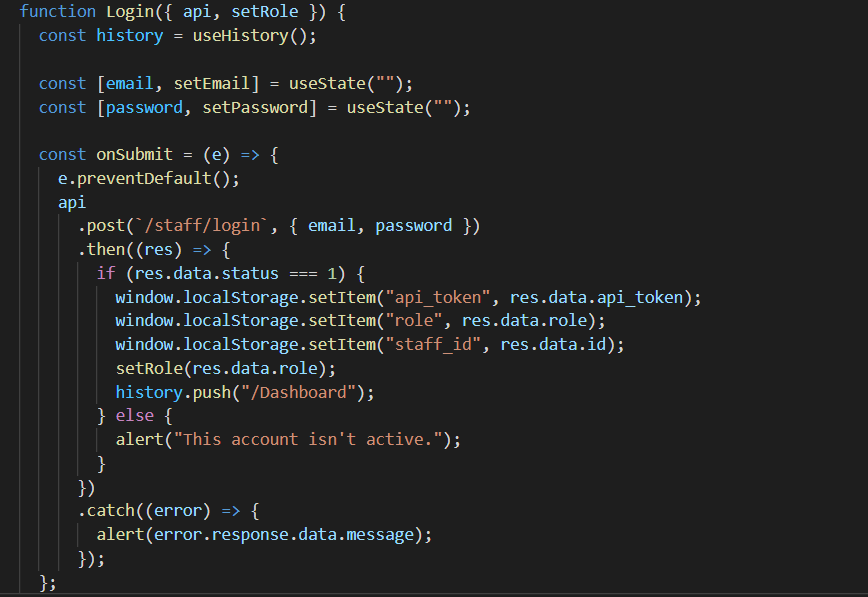 function Login({ api, setRole }) {
  const history = useHistory();

  const [email, setEmail] = useState("");
  const [password, setPassword] = useState("");

  const onSubmit = (e) => {
    e.preventDefault();
    api
      .post(`/staff/login`, { email, password })
      .then((res) => {
        if (res.data.status === 1) {
          window.localStorage.setItem("api_token", res.data.api_token);
          window.localStorage.setItem("role", res.data.role);
          window.localStorage.setItem("staff_id", res.data.id);
          setRole(res.data.role);
          history.push("/Dashboard");
        } else {
          alert("This account isn't active.");
        }
      })
      .catch((error) => {
        alert(error.response.data.message);
      });
  };